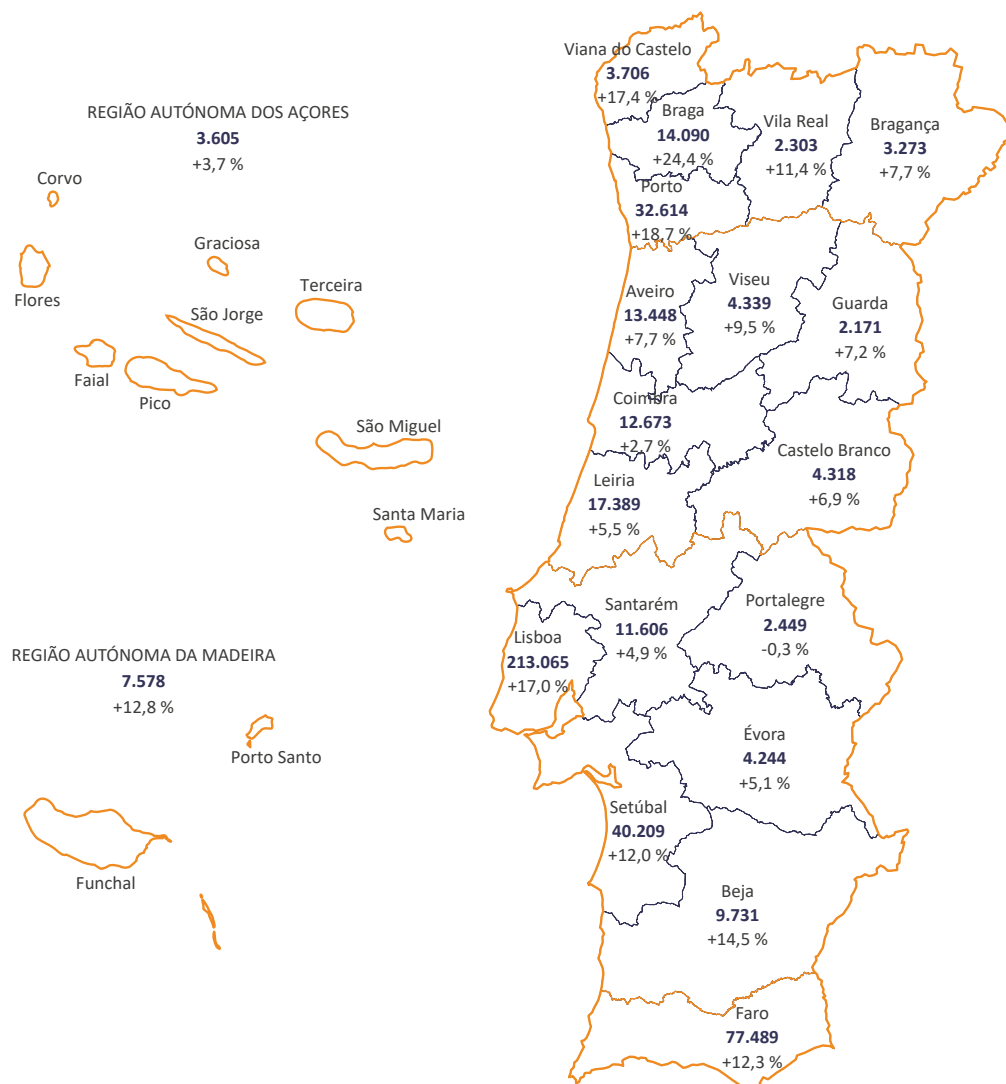 REGIÃO AUTÓNOMA DOS AÇORES
3.605
+3,7 %
Corvo
Graciosa
Flores
Terceira
São Jorge
Faial
Pico
São Miguel
Santa Maria
REGIÃO AUTÓNOMA DA MADEIRA
7.578
+12,8 %
Porto Santo
Funchal
Viana do Castelo
3.706
+17,4 %
Braga
14.090
+24,4 %
Vila Real
2.303
+11,4 %
Bragança
3.273
+7,7 %
Porto
32.614
+18,7 %
Aveiro
13.448
+7,7 %
Viseu
4.339
+9,5 %
Guarda
2.171
+7,2 %
Coimbra
12.673
+2,7 %
Castelo Branco
4.318
+6,9 %
Leiria
17.389
+5,5 %
Santarém
11.606
+4,9 %
Portalegre
2.449
-0,3 %
Lisboa
213.065
+17,0 %
Évora
4.244
+5,1 %
Setúbal
40.209
+12,0 %
Beja
9.731
+14,5 %
Faro
77.489
+12,3 %